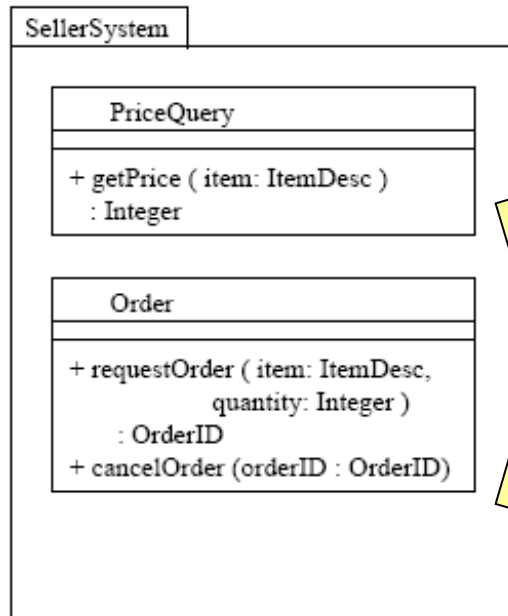 SellerSystem
PriceQuery
+ getPrice ( item: ItemDesc )
: Integer
Order
+ requestOrder ( item: ItemDesc,
quantity: Integer )
: OrderID
+ cancelOrder (orderID : OrderID)